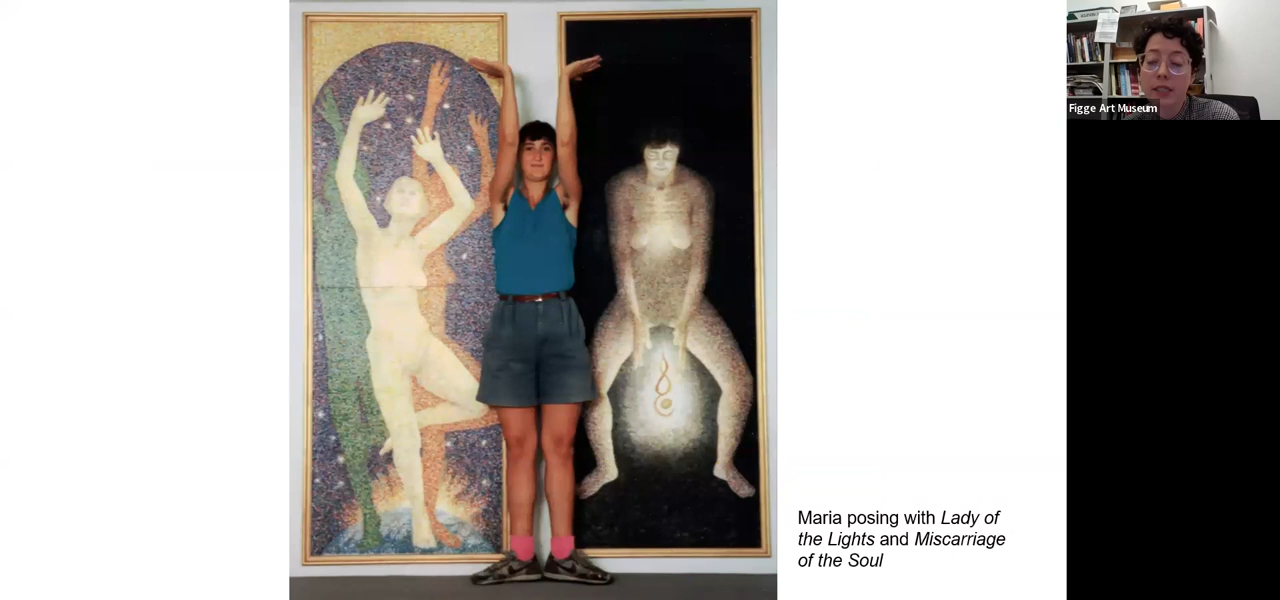 Figge Art Museum
Maria posing with Lady of
the Lights and Miscarriage
of the Soul